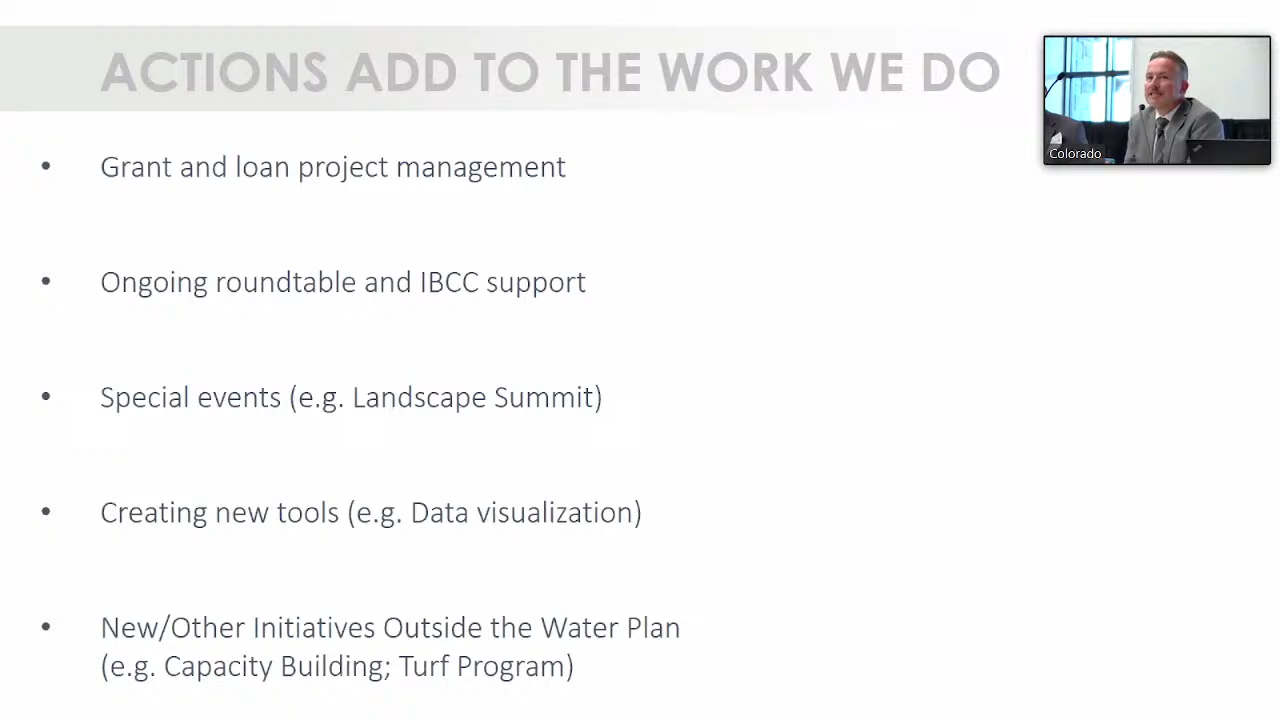 ACTIONS ADD TO THE WORK WE DO
Colorado
• Grant and loan project management
• Ongoing roundtable and IBCC support
• Special events (e.g. Landscape Summit)
• Creating new tools (e.g. Data visualization)
• New/Other Initiatives Outside the Water Plan
(e.g. Capacity Building; Turf Program)